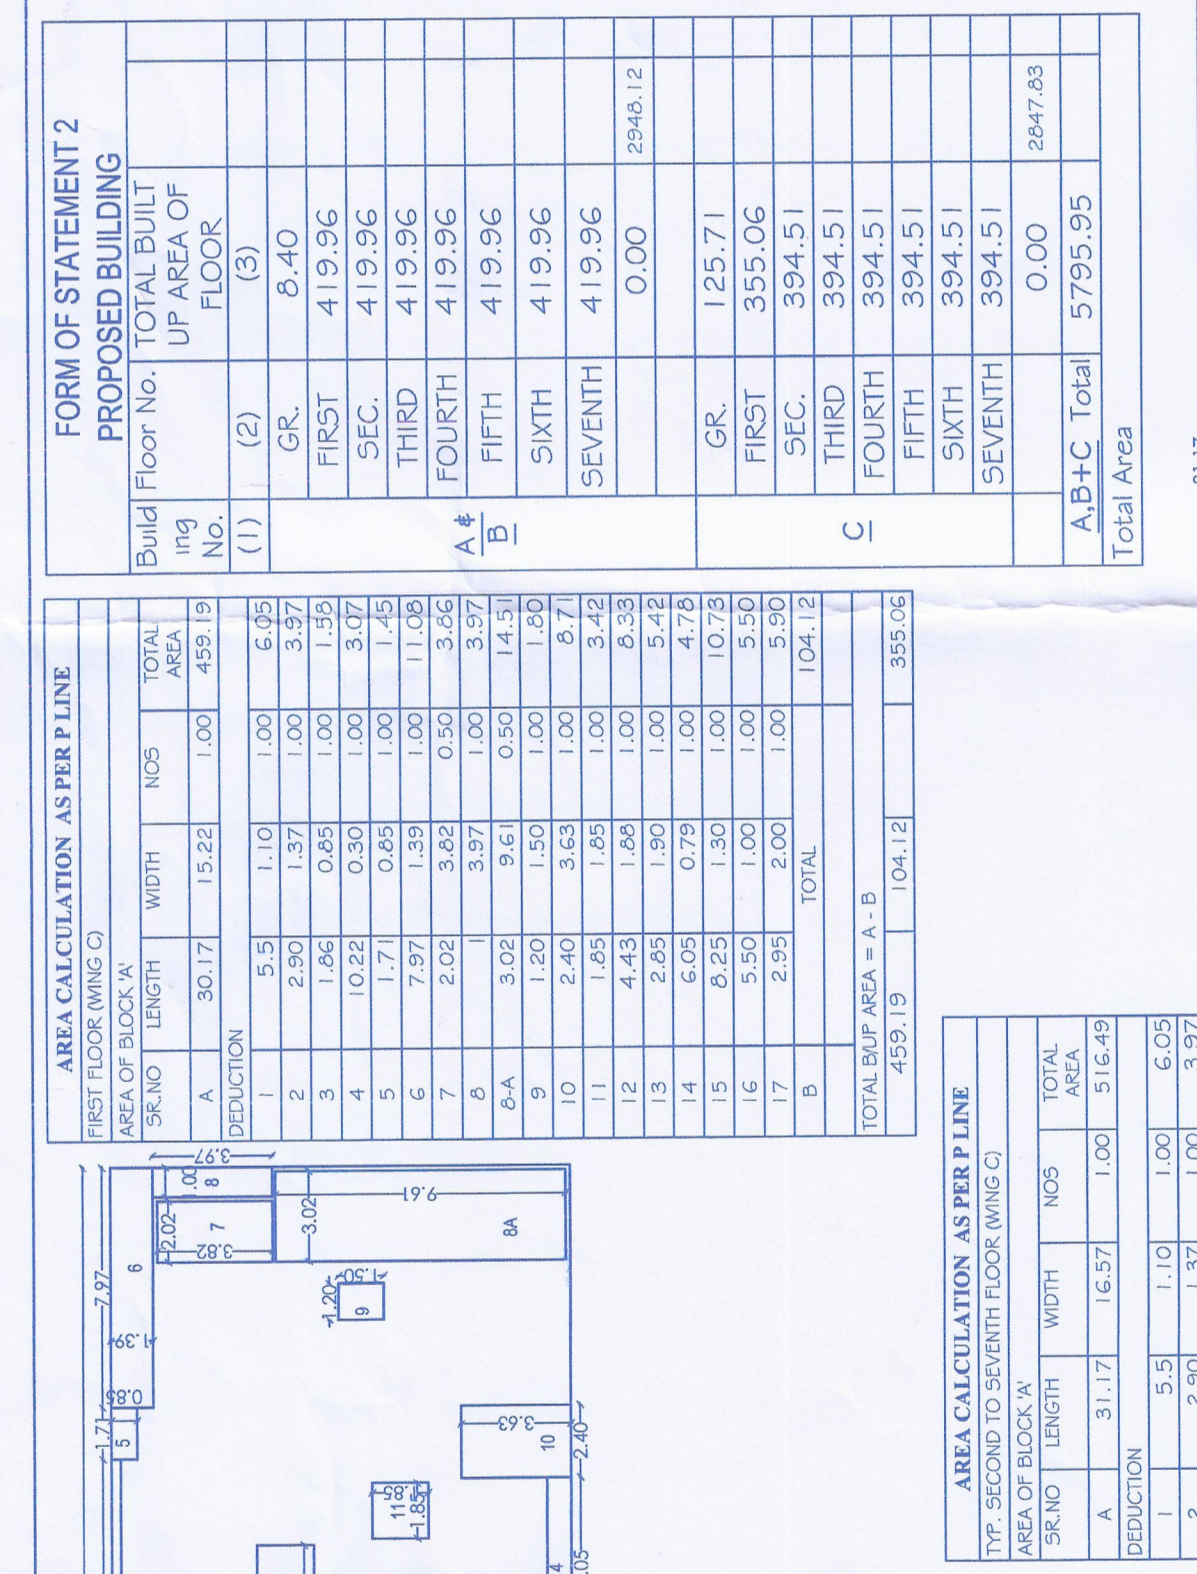 FORM OF STATEMENT 2
PROPOSED BUILDING
Build ing No. Floor No. TOTAL BUILT UP AREA OF FLOOR
(1) (2) (3)
GR. 8.40
FIRST 419.96
SEC. 419.96
THIRD 419.96
FOURTH 419.96
A & B
FIFTH 419.96
SIXTH 419.96
SEVENTH 419.96
0.00 2948.12
GR. 125.71
FIRST 355.06
SEC. 394.51
THIRD 394.51
C
FOURTH 394.51
FIFTH 394.51
SIXTH 394.51
SEVENTH 394.51
0.00 2847.83
A,B+C Total 5795.95
Total Area
AREA CALCULATION AS PER P LINE
FIRST FLOOR (WING C)
AREA OF BLOCK 'A'
SR.NO LENGTH WIDTH NOS TOTAL AREA
A 30.17 15.22 1.00 459.19
DEDUCTION
1 5.5 1.10 1.00 6.05
2 2.90 1.37 1.00 3.97
3 1.86 0.85 1.00 1.58
4 10.22 0.30 1.00 3.07
5 1.71 0.85 1.00 1.45
6 7.97 1.39 1.00 11.08
7 2.02 3.82 0.50 3.86
8 1 3.97 1.00 3.97
8-A 3.02 9.61 0.50 14.51
9 1.20 1.50 1.00 1.80
10 2.40 3.63 1.00 8.71
11 1.85 1.85 1.00 3.42
12 4.43 1.88 1.00 8.33
13 2.85 1.90 1.00 5.42
14 6.05 0.79 1.00 4.78
15 8.25 1.30 1.00 10.73
16 5.50 1.00 1.00 5.50
17 2.95 2.00 1.00 5.90
B TOTAL 104.12
TOTAL B/UP AREA = A - B
459.19 104.12 355.06
7.97
1.71
0.85
5
1.39
6
2.02
3.82
7
1.00
8
3.97
3.02
9.61
8A
1.20
1.50
9
3.63
10
2.40
11
1.85
1.85
4
.05
AREA CALCULATION AS PER P LINE
TYP. SECOND TO SEVENTH FLOOR (WING C)
AREA OF BLOCK 'A'
SR.NO LENGTH WIDTH NOS TOTAL AREA
A 31.17 16.57 1.00 516.49
DEDUCTION
1 5.5 1.10 1.00 6.05
2 2.90 1.37 1.00 3.97